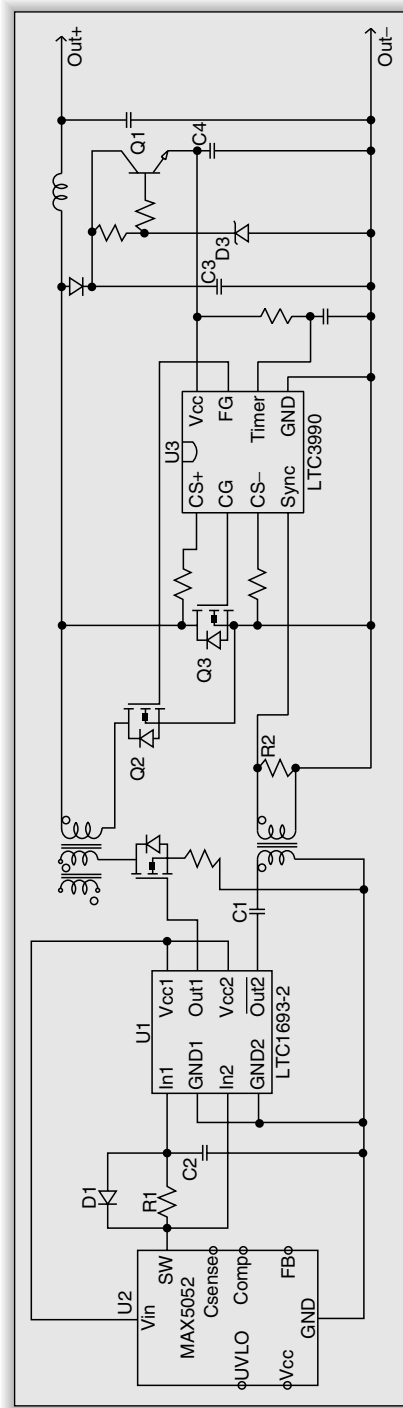 U2
Vin
MAX5052
SW
Csense
Comp
FB
UVLO
Vcc
GND
D1
R1
C2
U1
In1
GND1
In2
GND2
Vcc1
Out1
Vcc2
Out2
LTC1693-2
C1
R2
Q2
Q3
U3
CS+
CG
CS–
Sync
Vcc
FG
Timer
GND
LTC3990
C3
D3
Q1
C4
Out+
Out–